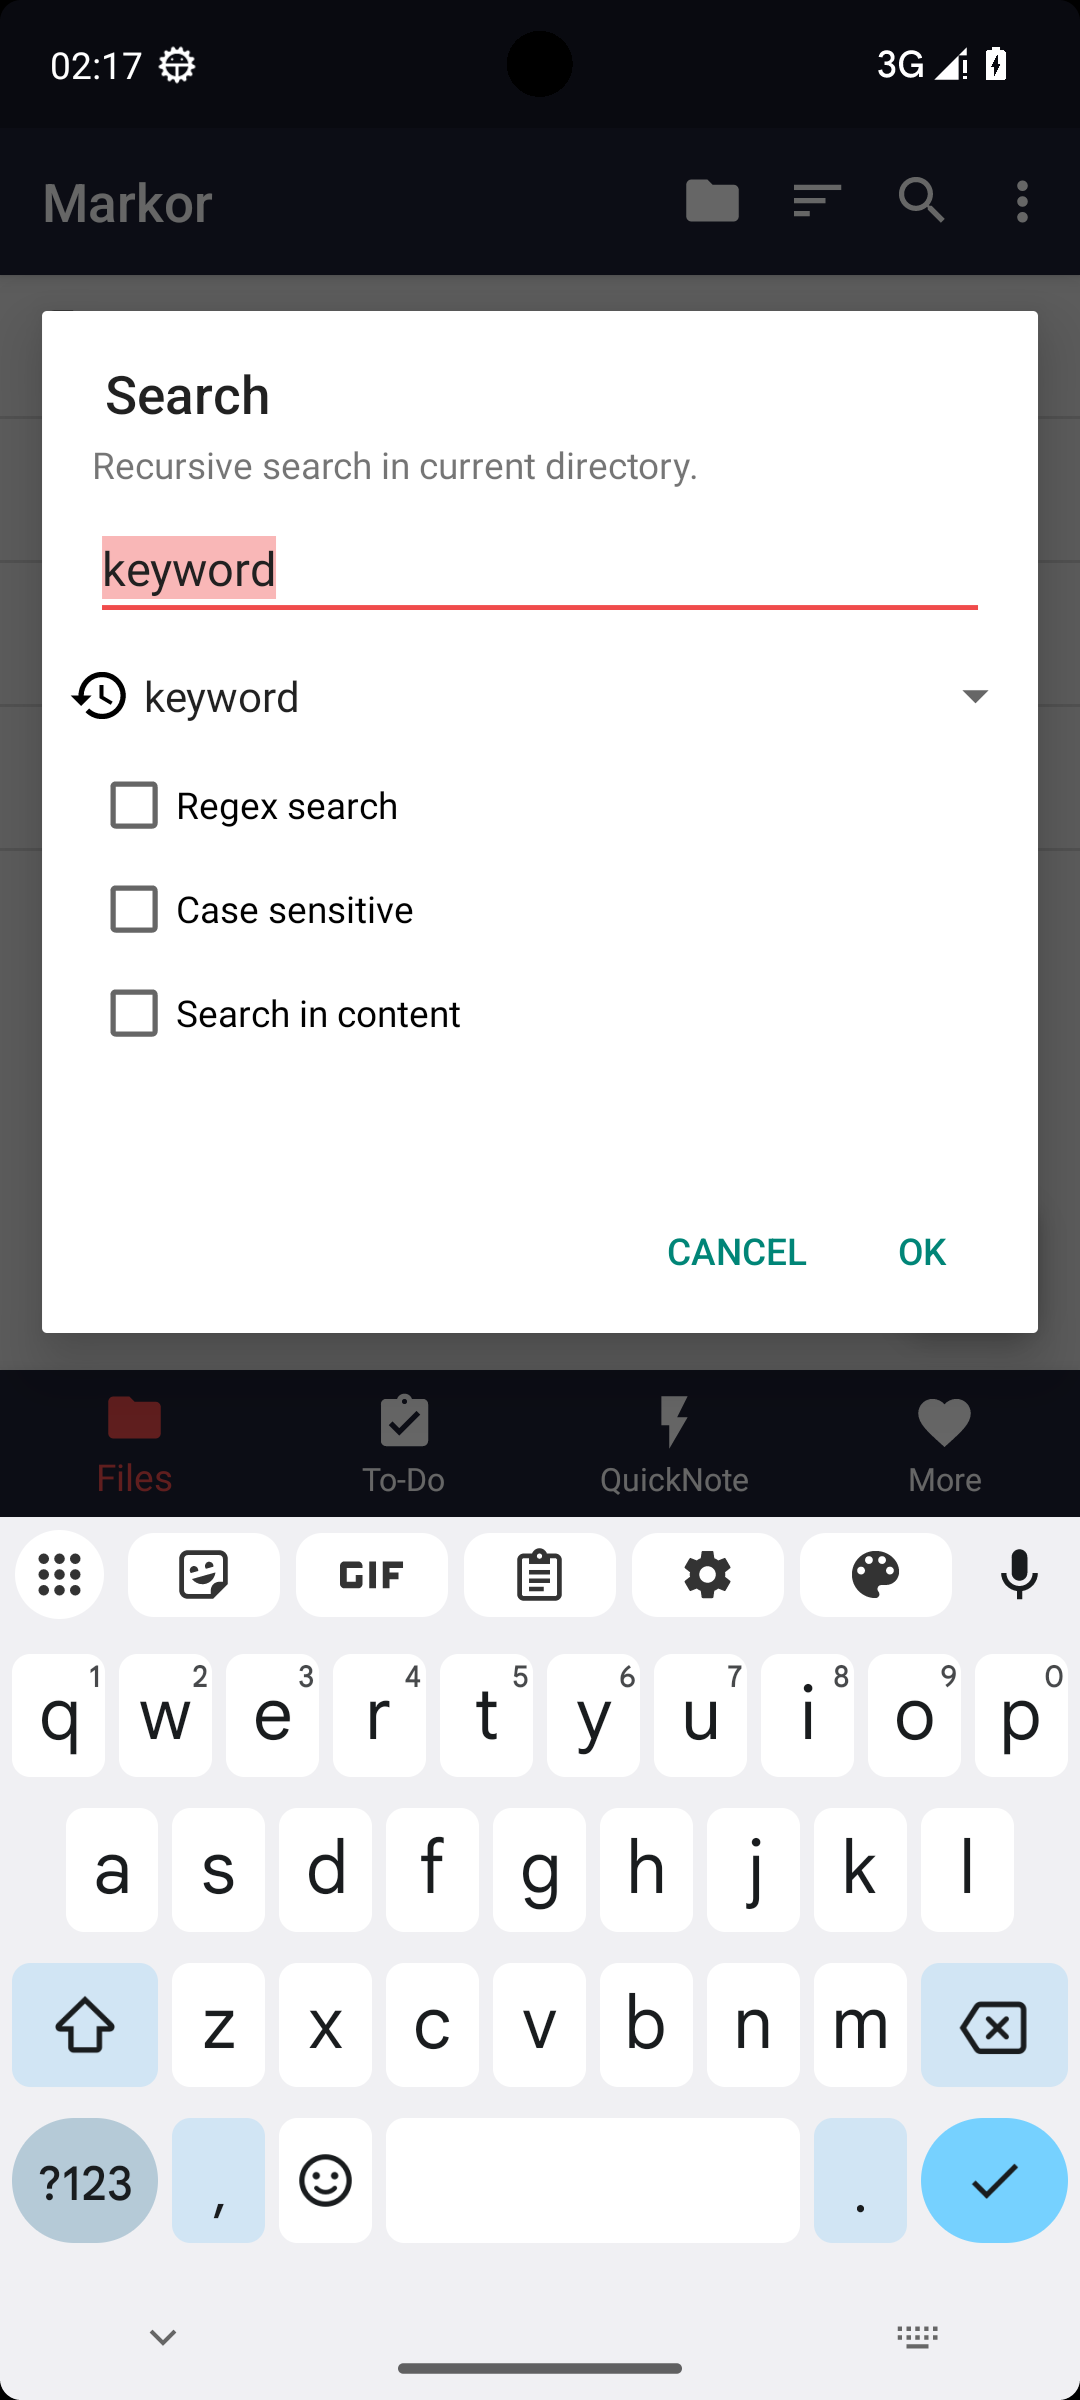 02:17
3G
Markor
Search
Recursive search in current directory.
keyword
keyword
Regex search
Case sensitive
Search in content
CANCEL OK
Files To-Do QuickNote More
GIF
q1 w2 e3 r4 t5 y6 u7 i8 o9 p0
a s d f g h j k l
z x c v b n m
?123 , .